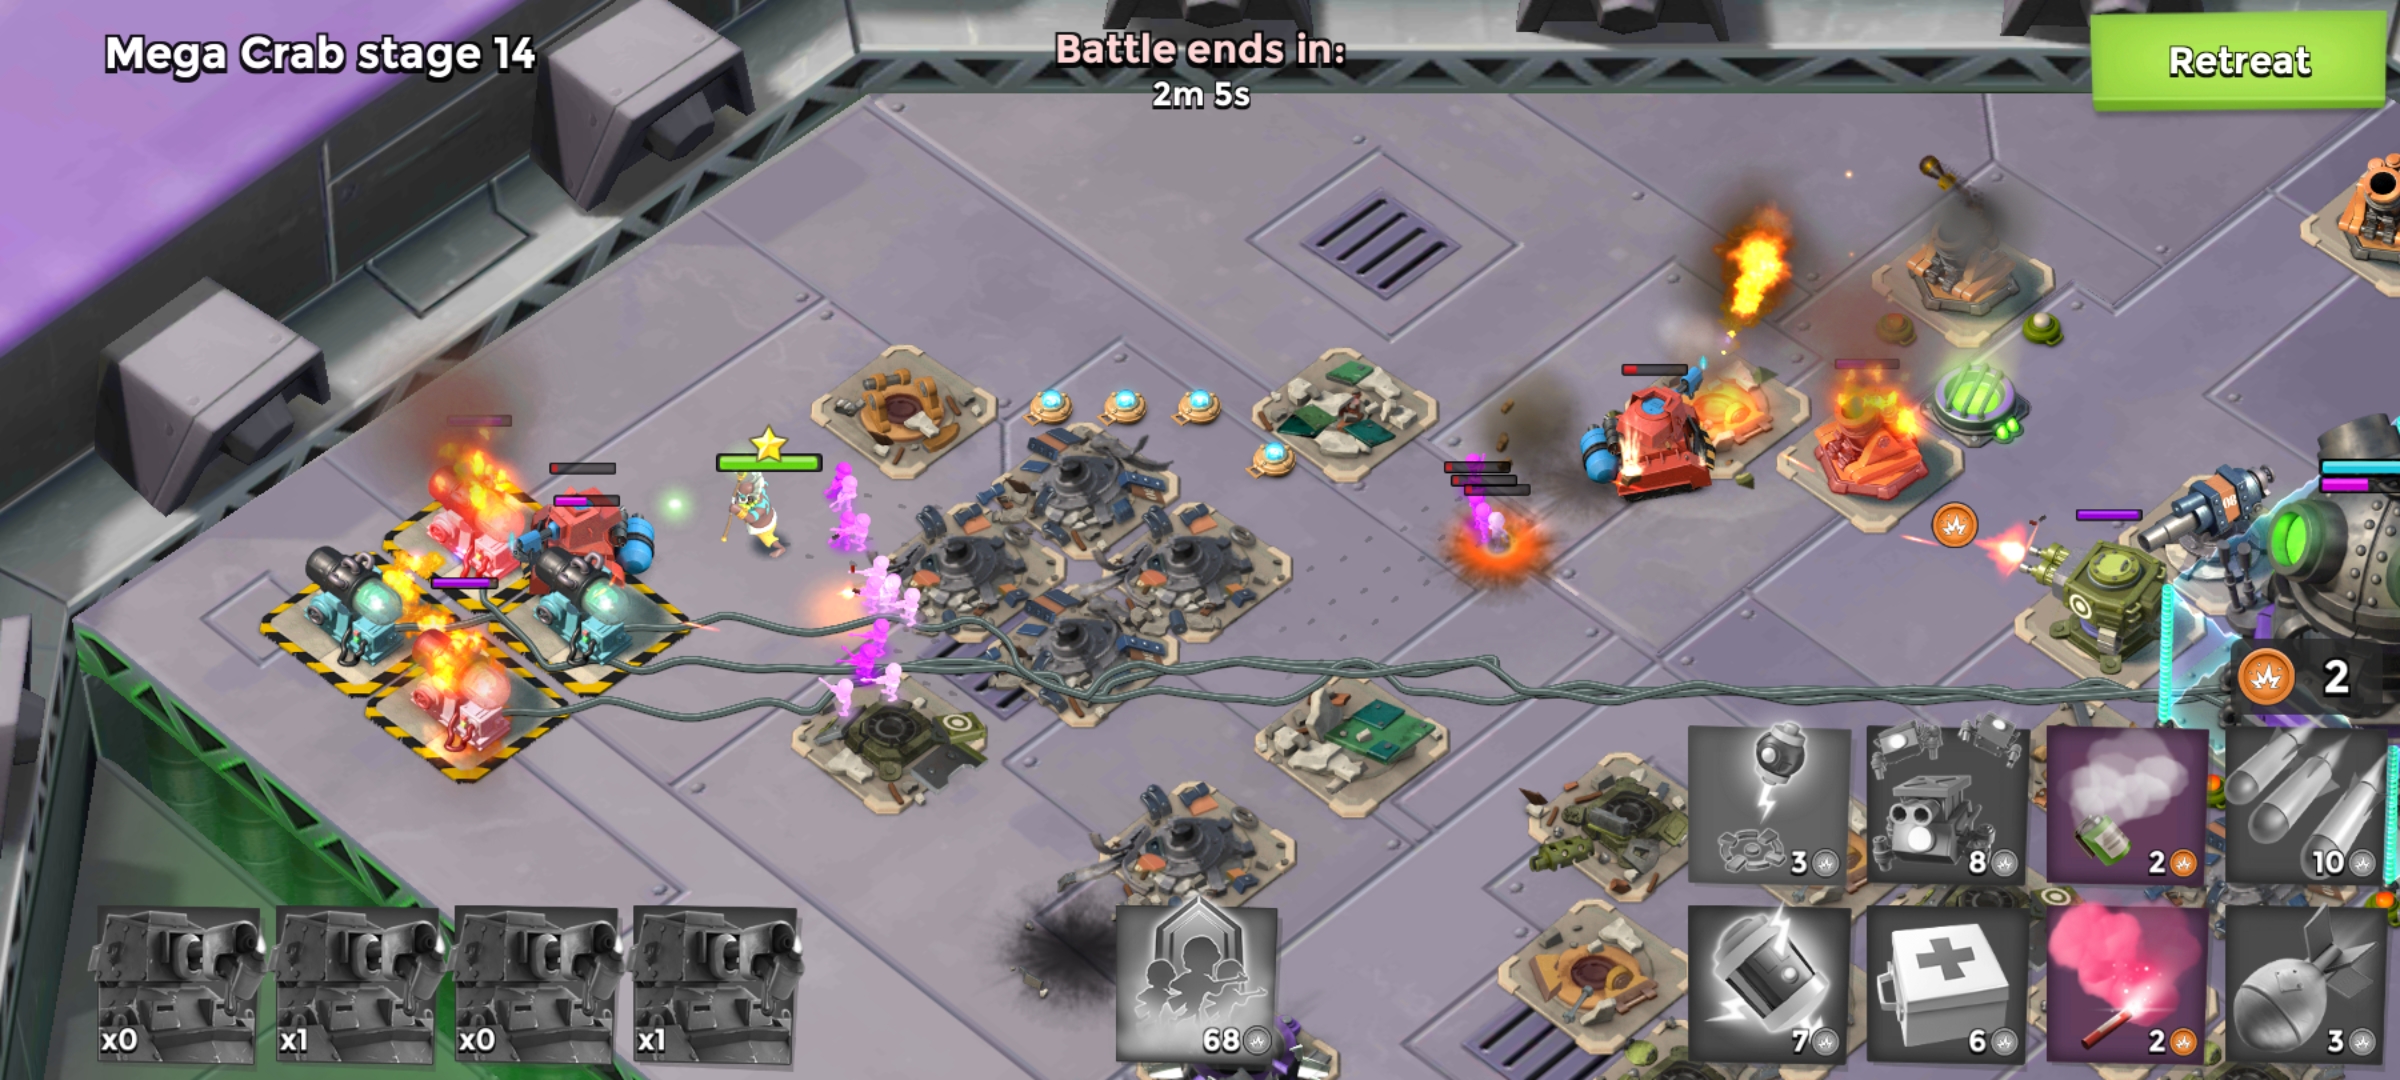 Mega Crab stage 14
Battle ends in:
2m 5s
Retreat
08
2
3
8
2
10
x0
x1
x0
x1
68
7
6
2
3